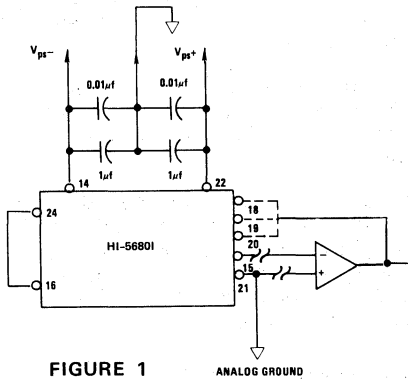 Vps− Vps+
0.01µf 0.01µf
1µf 1µf
14 22
24 18
HI-5680I 19
20
16 15
21
− +
FIGURE 1 ANALOG GROUND